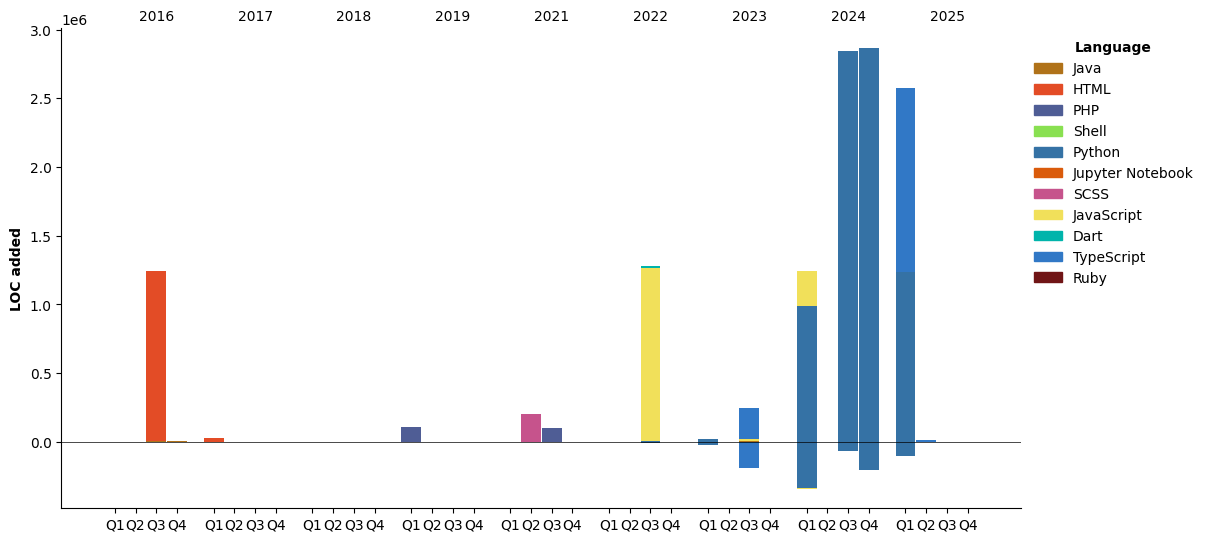 2016 2017 2018 2019 2021 2022 2023 2024 2025
1e6
3.0
2.5
2.0
1.5
1.0
0.5
0.0
LOC added
Q1 Q2 Q3 Q4 Q1 Q2 Q3 Q4 Q1 Q2 Q3 Q4 Q1 Q2 Q3 Q4 Q1 Q2 Q3 Q4 Q1 Q2 Q3 Q4 Q1 Q2 Q3 Q4 Q1 Q2 Q3 Q4 Q1 Q2 Q3 Q4
Language
Java
HTML
PHP
Shell
Python
Jupyter Notebook
SCSS
JavaScript
Dart
TypeScript
Ruby